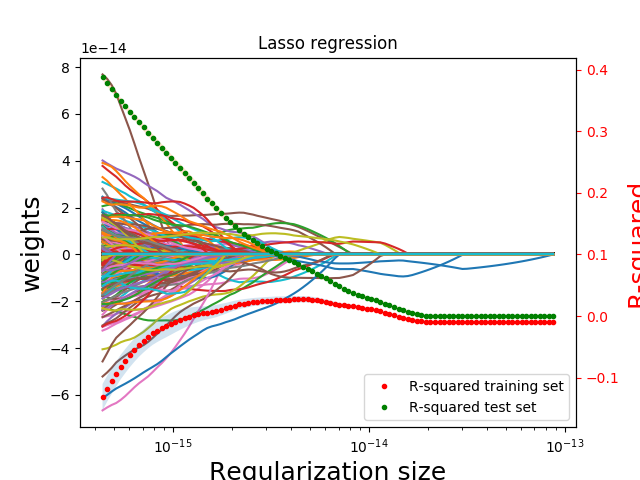 Lasso regression
1e−14
8
6
4
2
0
−2
−4
−6
weights
0.4
0.3
0.2
0.1
0.0
−0.1
R-squared
R-squared training set
R-squared test set
10⁻¹⁵
10⁻¹⁴
10⁻¹³
Regularization size